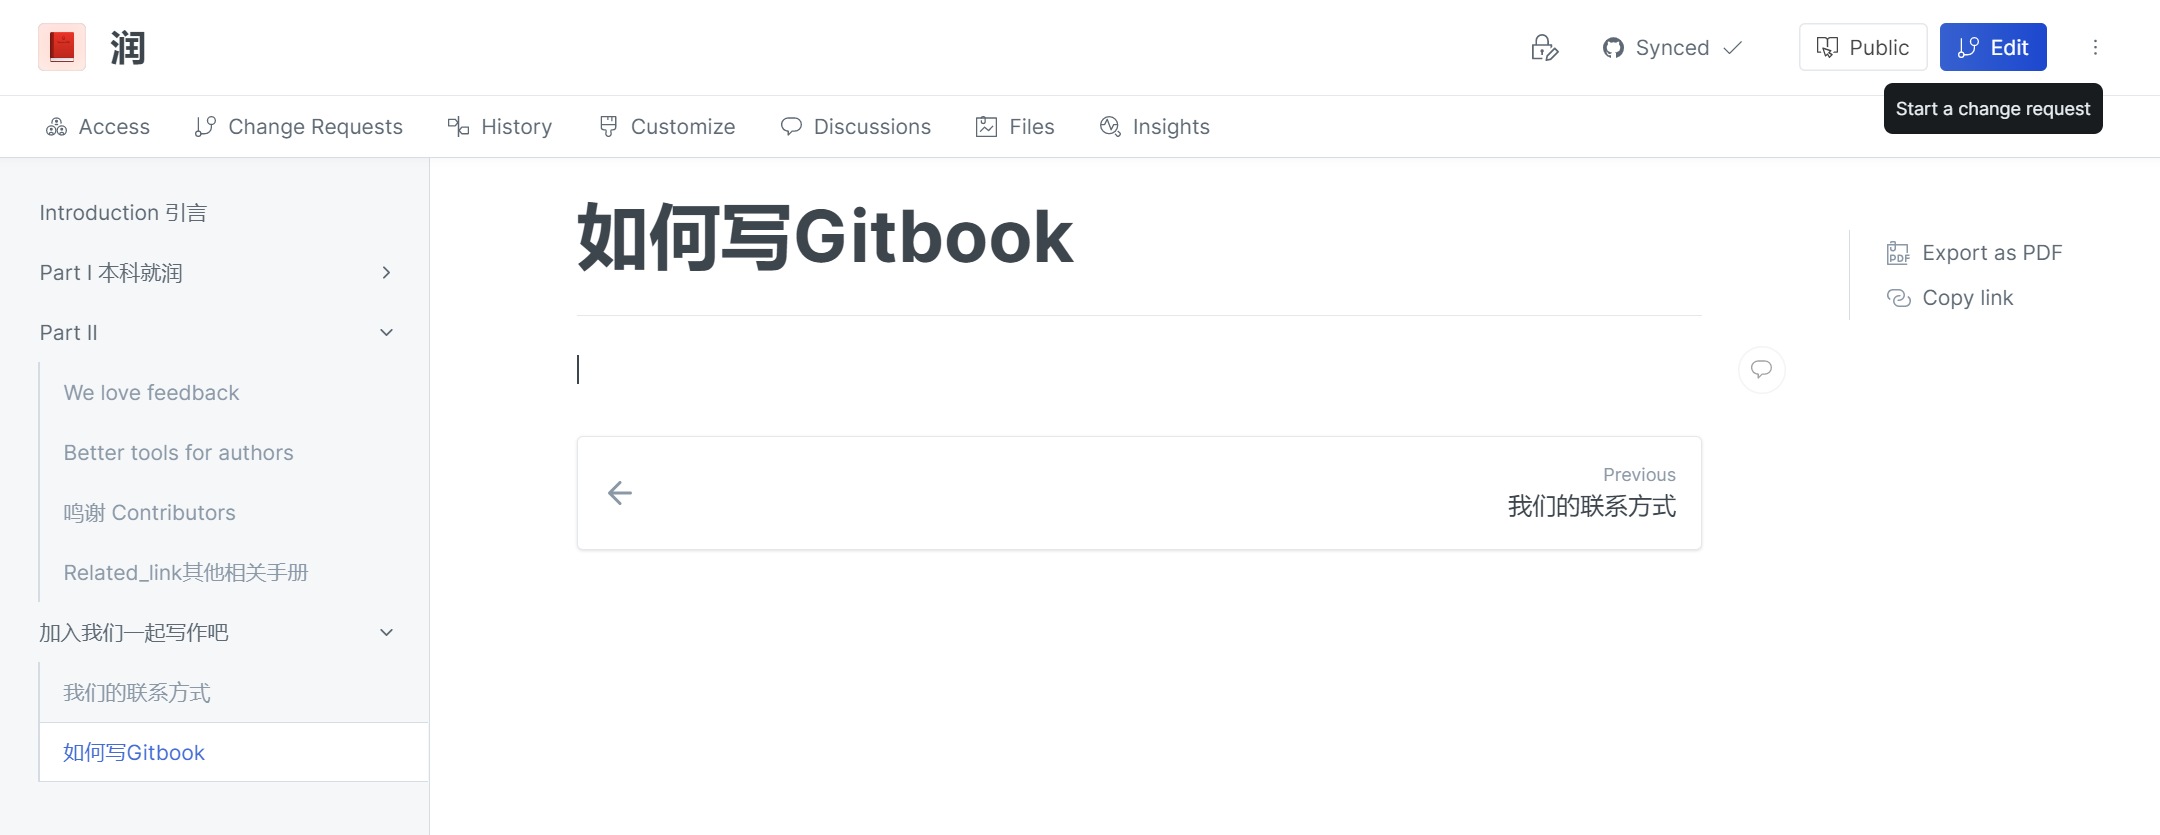 润
Synced
Public
Edit
Start a change request
Access
Change Requests
History
Customize
Discussions
Files
Insights
Introduction 引言
Part I 本科就润
Part II
We love feedback
Better tools for authors
鸣谢 Contributors
Related_link其他相关手册
加入我们一起写作吧
我们的联系方式
如何写Gitbook
如何写Gitbook
Previous
我们的联系方式
PDF
Export as PDF
Copy link